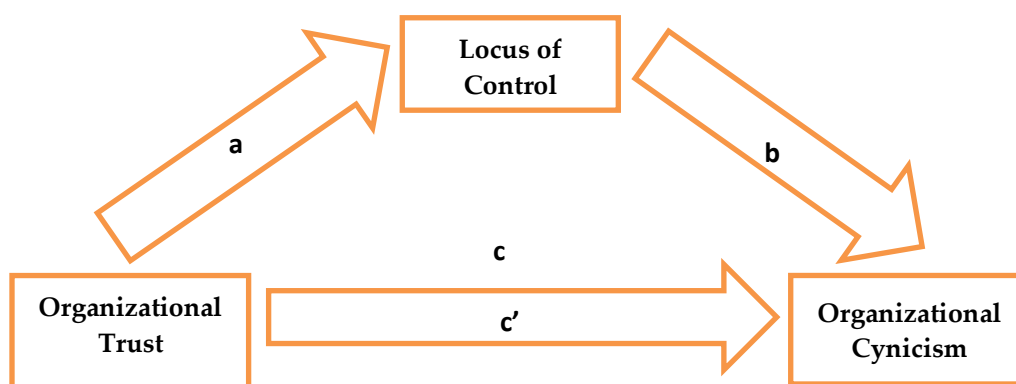 Locus of
Control
a
b
c
c’
Organizational
Trust
Organizational
Cynicism